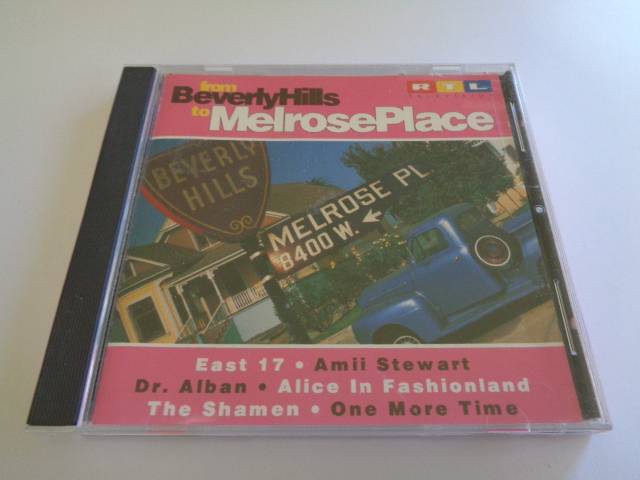 from
BeverlyHills
to MelrosePlace
RTL
BEVERLY
HILLS
MELROSE PL
8400 W.
East 17 • Amii Stewart
Dr. Alban • Alice In Fashionland
The Shamen • One More Time